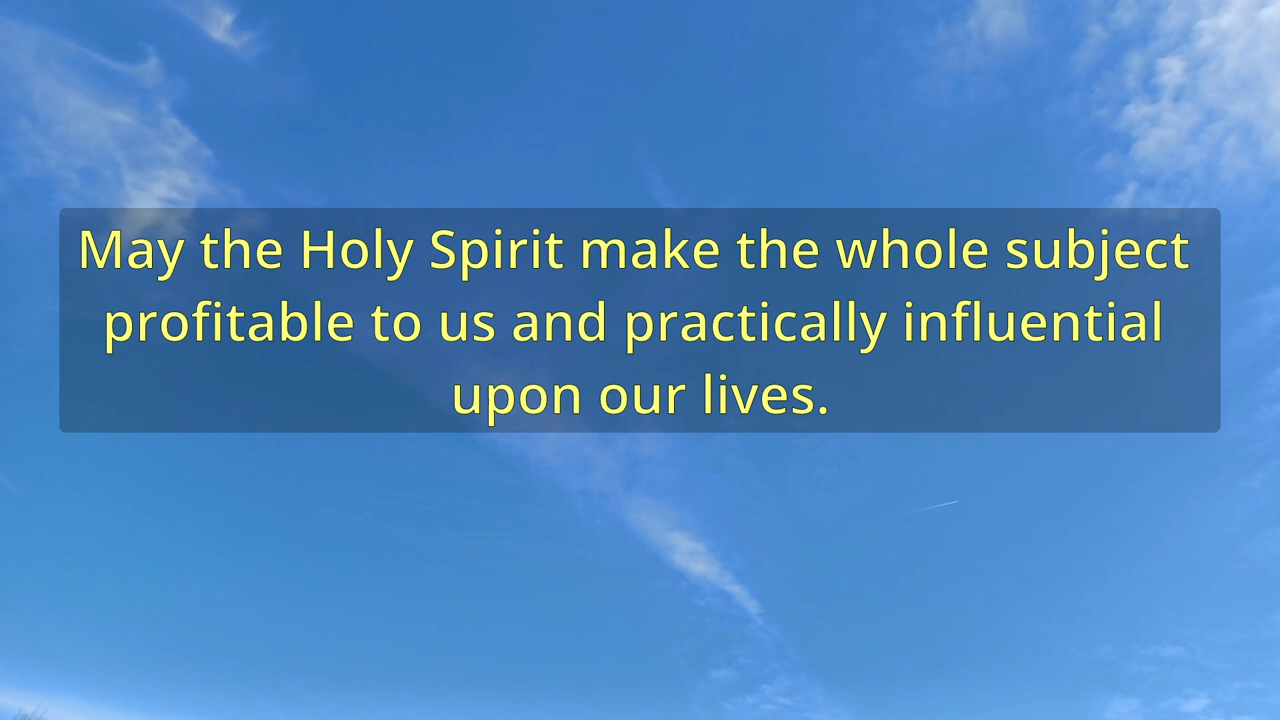 May the Holy Spirit make the whole subject
profitable to us and practically influential
upon our lives.